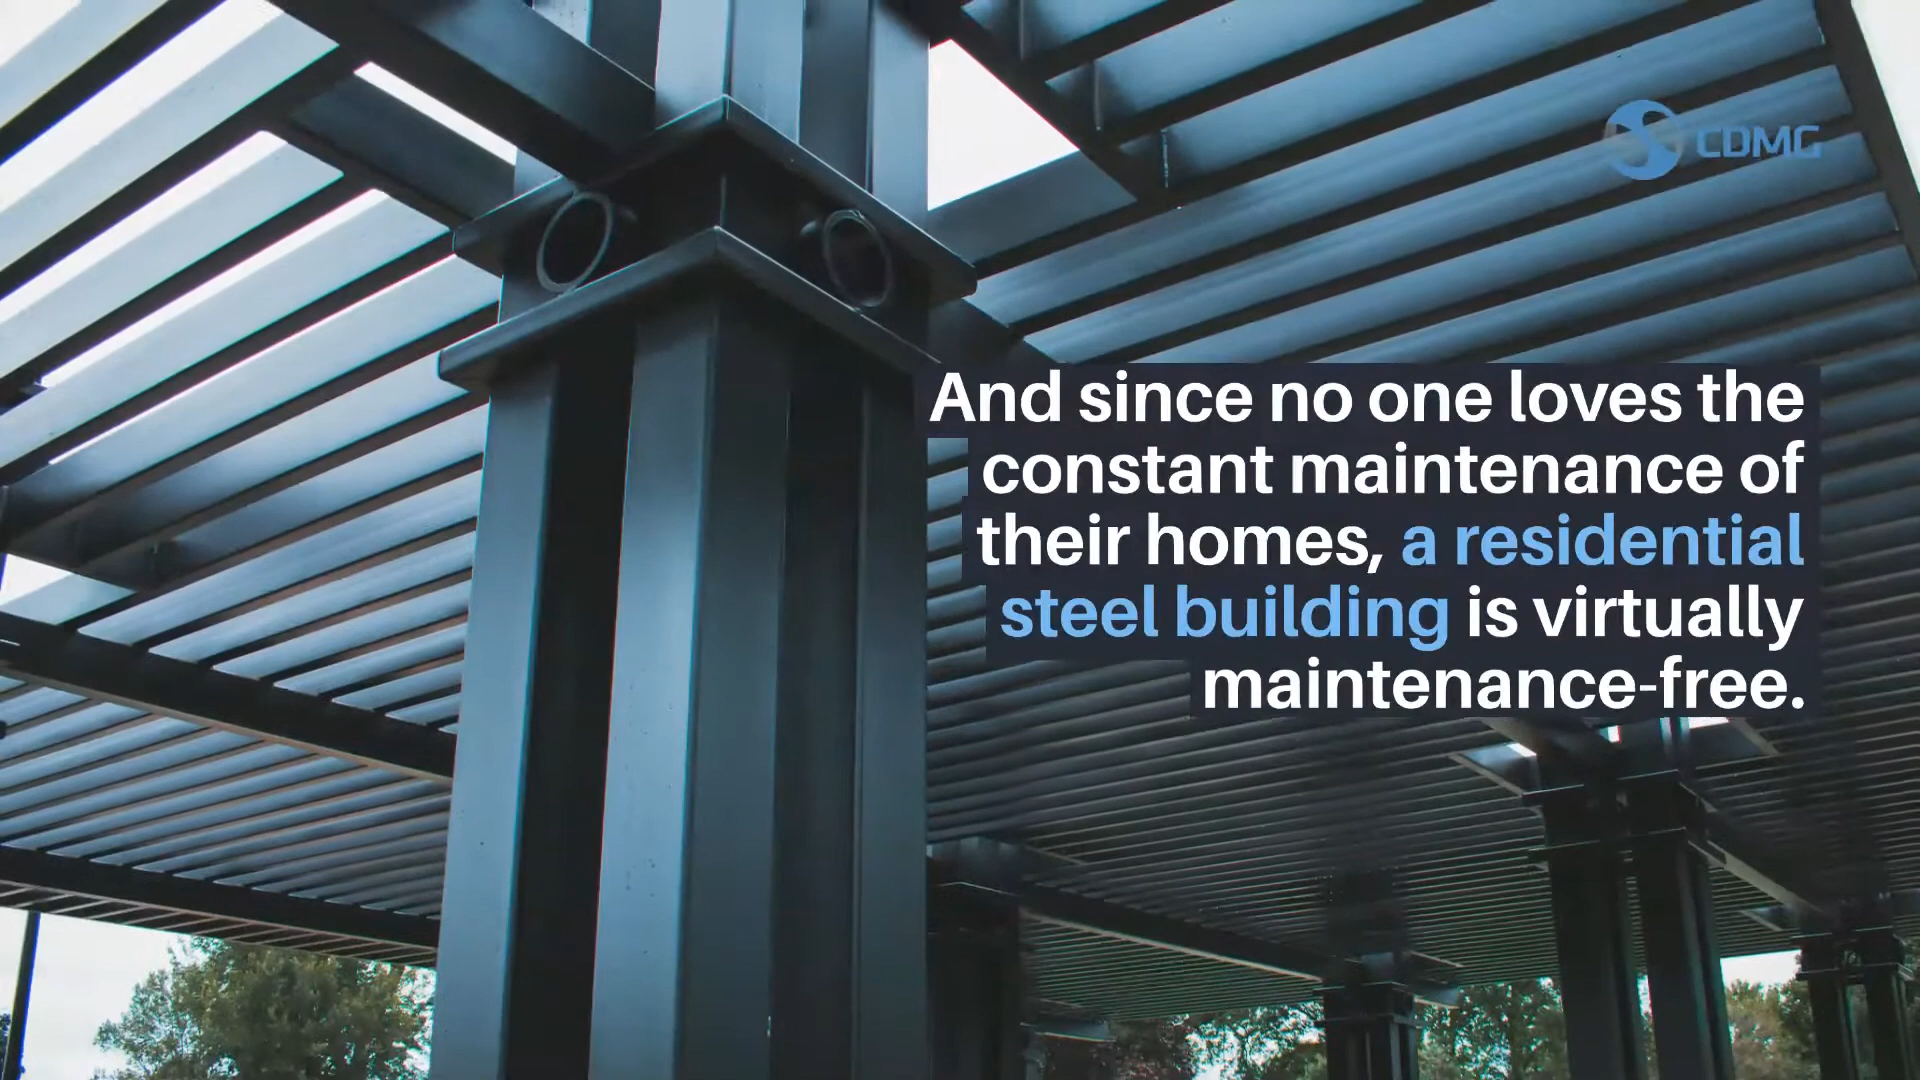 CDMG
And since no one loves the
constant maintenance of
their homes, a residential
steel building is virtually
maintenance-free.